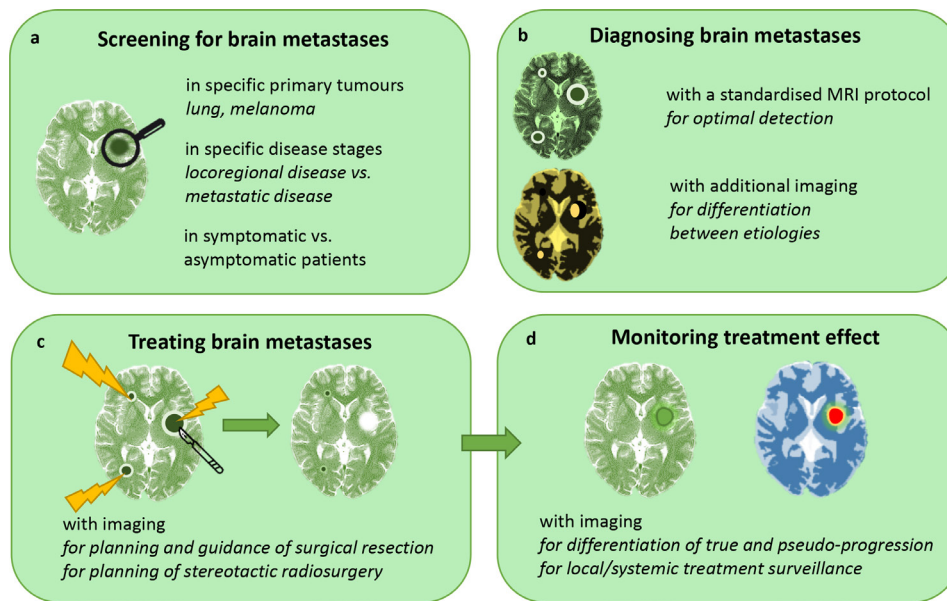 a
Screening for brain metastases
in specific primary tumours
lung, melanoma
in specific disease stages
locoregional disease vs.
metastatic disease
in symptomatic vs.
asymptomatic patients
b
Diagnosing brain metastases
with a standardised MRI protocol
for optimal detection
with additional imaging
for differentiation
between etiologies
c
Treating brain metastases
with imaging
for planning and guidance of surgical resection
for planning of stereotactic radiosurgery
d
Monitoring treatment effect
with imaging
for differentiation of true and pseudo-progression
for local/systemic treatment surveillance